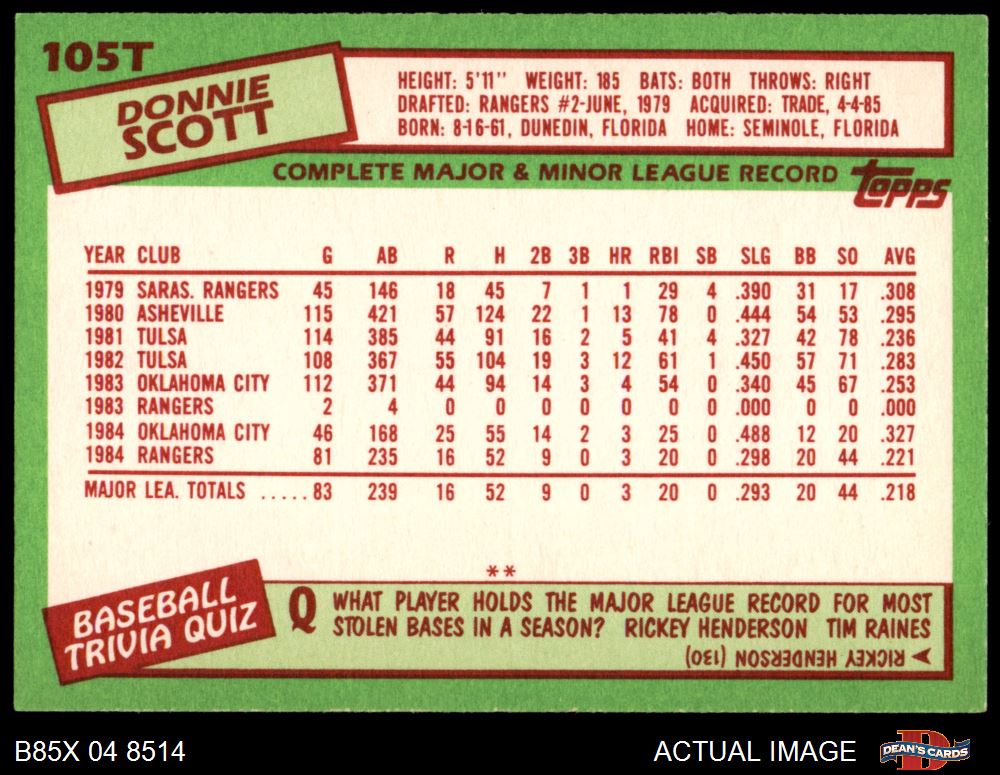 105T
DONNIE
SCOTT
HEIGHT: 5'11" WEIGHT: 185 BATS: BOTH THROWS: RIGHT
DRAFTED: RANGERS #2-JUNE, 1979 ACQUIRED: TRADE, 4-4-85
BORN: 8-16-61, DUNEDIN, FLORIDA HOME: SEMINOLE, FLORIDA
COMPLETE MAJOR & MINOR LEAGUE RECORD
topps
YEAR CLUB G AB R H 2B 3B HR RBI SB SLG BB SO AVG
1979 SARAS. RANGERS 45 146 18 45 7 1 1 29 4 .390 31 17 .308
1980 ASHEVILLE 115 421 57 124 22 1 13 78 0 .444 54 53 .295
1981 TULSA 114 385 44 91 16 2 5 41 4 .327 42 78 .236
1982 TULSA 108 367 55 104 19 3 12 61 1 .450 57 71 .283
1983 OKLAHOMA CITY 112 371 44 94 14 3 4 54 0 .340 45 67 .253
1983 RANGERS 2 4 0 0 0 0 0 0 0 .000 0 0 .000
1984 OKLAHOMA CITY 46 168 25 55 14 2 3 25 0 .488 12 20 .327
1984 RANGERS 81 235 16 52 9 0 3 20 0 .298 20 44 .221
MAJOR LEA. TOTALS .....83 239 16 52 9 0 3 20 0 .293 20 44 .218
**
BASEBALL
TRIVIA QUIZ
Q WHAT PLAYER HOLDS THE MAJOR LEAGUE RECORD FOR MOST
STOLEN BASES IN A SEASON? RICKEY HENDERSON TIM RAINES
RICKEY HENDERSON (130)
B85X 04 8514
ACTUAL IMAGE
DEAN'S CARDS